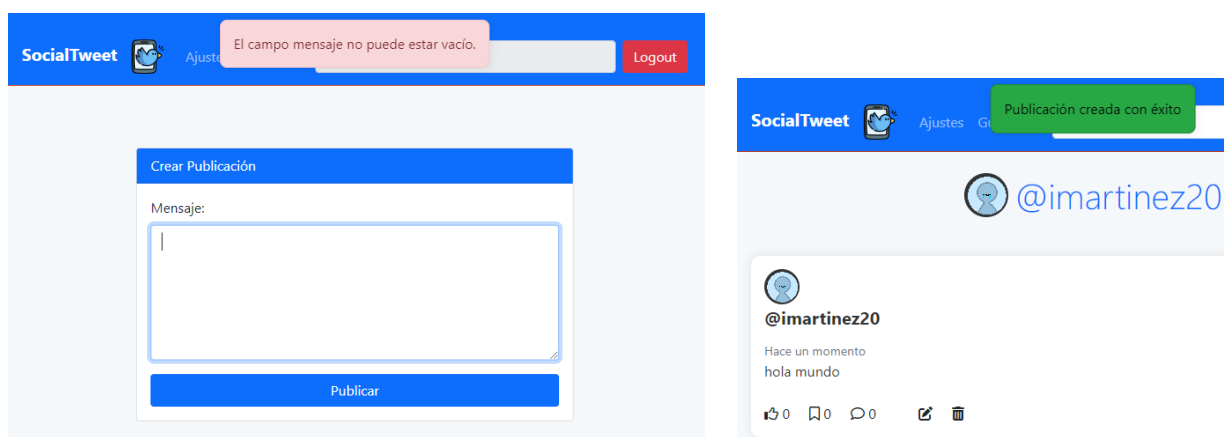 El campo mensaje no puede estar vacío.
SocialTweet
Logout
Crear Publicación
Mensaje:
Publicar
Publicación creada con éxito
SocialTweet Ajustes
@imartinez20
@imartinez20
Hace un momento
hola mundo
0 0 0